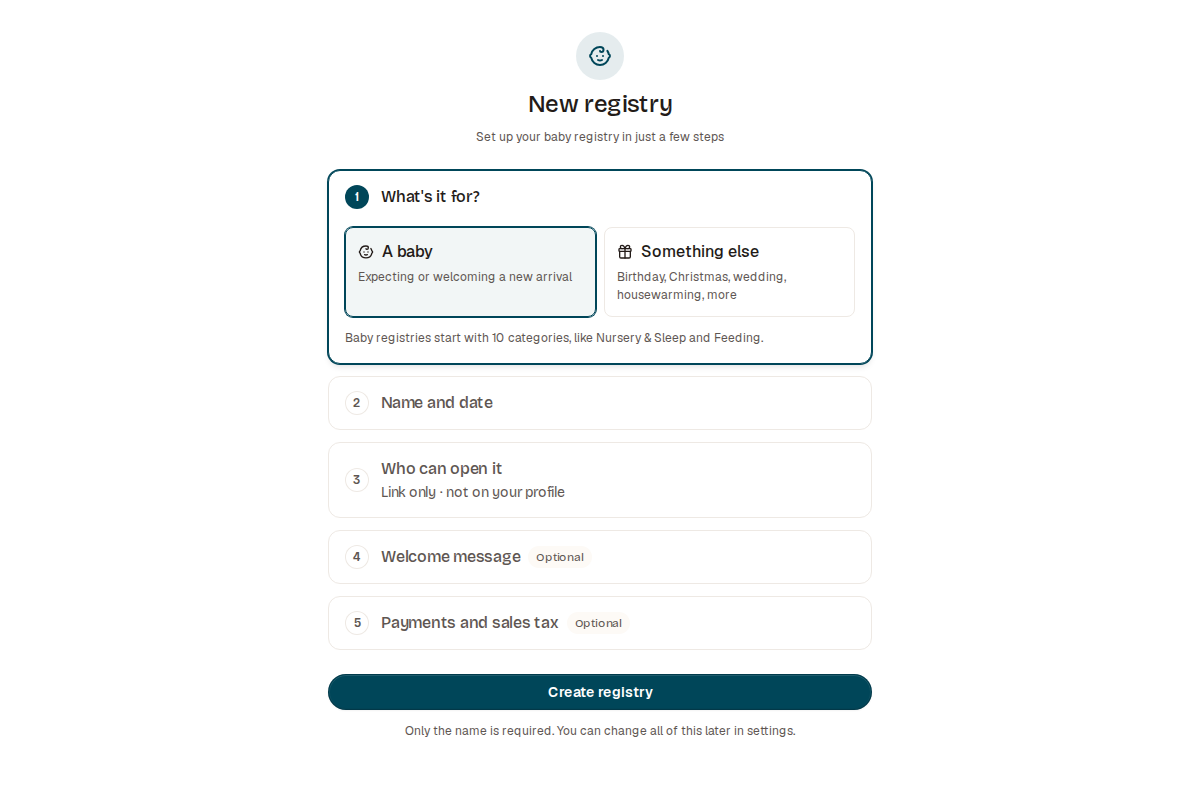 New registry
Set up your baby registry in just a few steps
1 What's it for?
A baby
Expecting or welcoming a new arrival
Something else
Birthday, Christmas, wedding,
housewarming, more
Baby registries start with 10 categories, like Nursery & Sleep and Feeding.
2 Name and date
3 Who can open it
Link only · not on your profile
4 Welcome message Optional
5 Payments and sales tax Optional
Create registry
Only the name is required. You can change all of this later in settings.